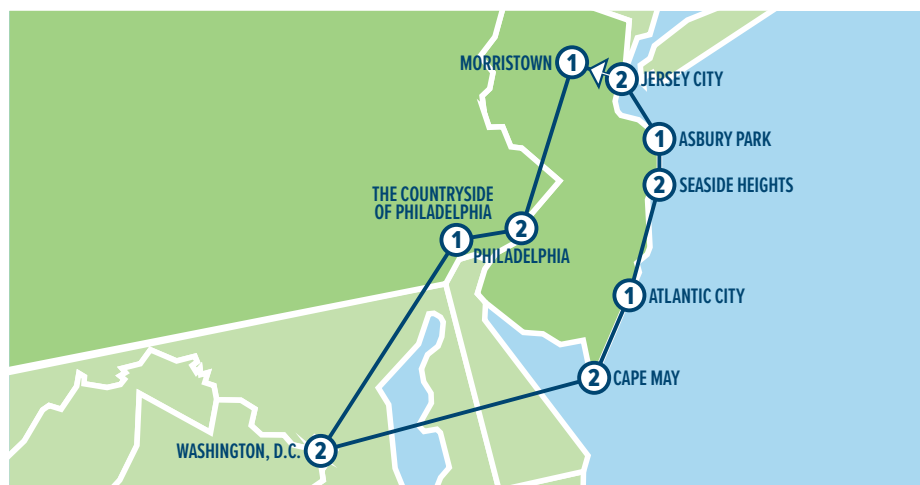 MORRISTOWN 1
2 JERSEY CITY
1 ASBURY PARK
2 SEASIDE HEIGHTS
THE COUNTRYSIDE
OF PHILADELPHIA
1
2
PHILADELPHIA
1 ATLANTIC CITY
2 CAPE MAY
WASHINGTON, D.C. 2